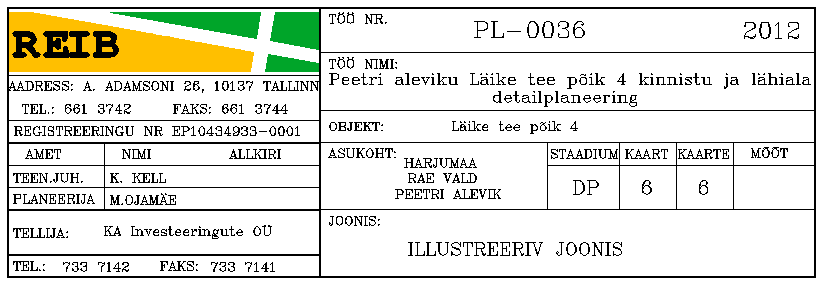 REIB
AADRESS: A. ADAMSONI 26, 10137 TALLINN
TEL.: 661 3742 FAKS: 661 3744
REGISTREERINGU NR EP10434933-0001
AMET NIMI ALLKIRI
TEEN.JUH. K. KELL
PLANEERIJA M.OJAMÄE
TELLIJA: KA Investeeringute OÜ
TEL.: 733 7142 FAKS: 733 7141
TÖÖ NR. PL-0036 2012
TÖÖ NIMI:
Peetri aleviku Läike tee põik 4 kinnistu ja lähiala
detailplaneering
OBJEKT: Läike tee põik 4
ASUKOHT:
HARJUMAA
RAE VALD
PEETRI ALEVIK
STAADIUM KAART KAARTE MÕÕT
DP 6 6
JOONIS:
ILLUSTREERIV JOONIS